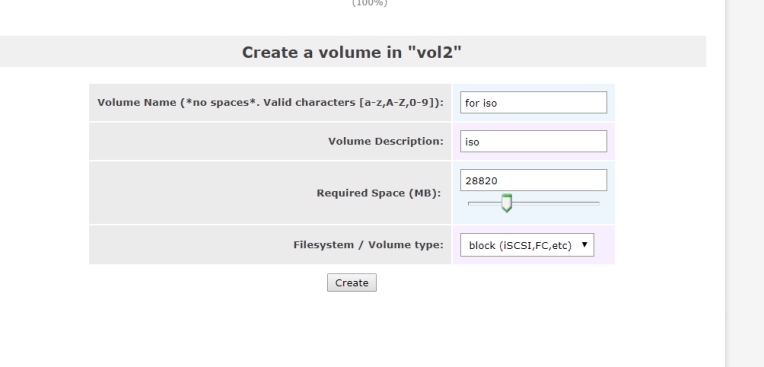 (100%)
Create a volume in "vol2"
Volume Name (*no spaces*. Valid characters [a-z,A-Z,0-9]): for iso
Volume Description: iso
Required Space (MB): 28820
Filesystem / Volume type: block (iSCSI,FC,etc)
Create